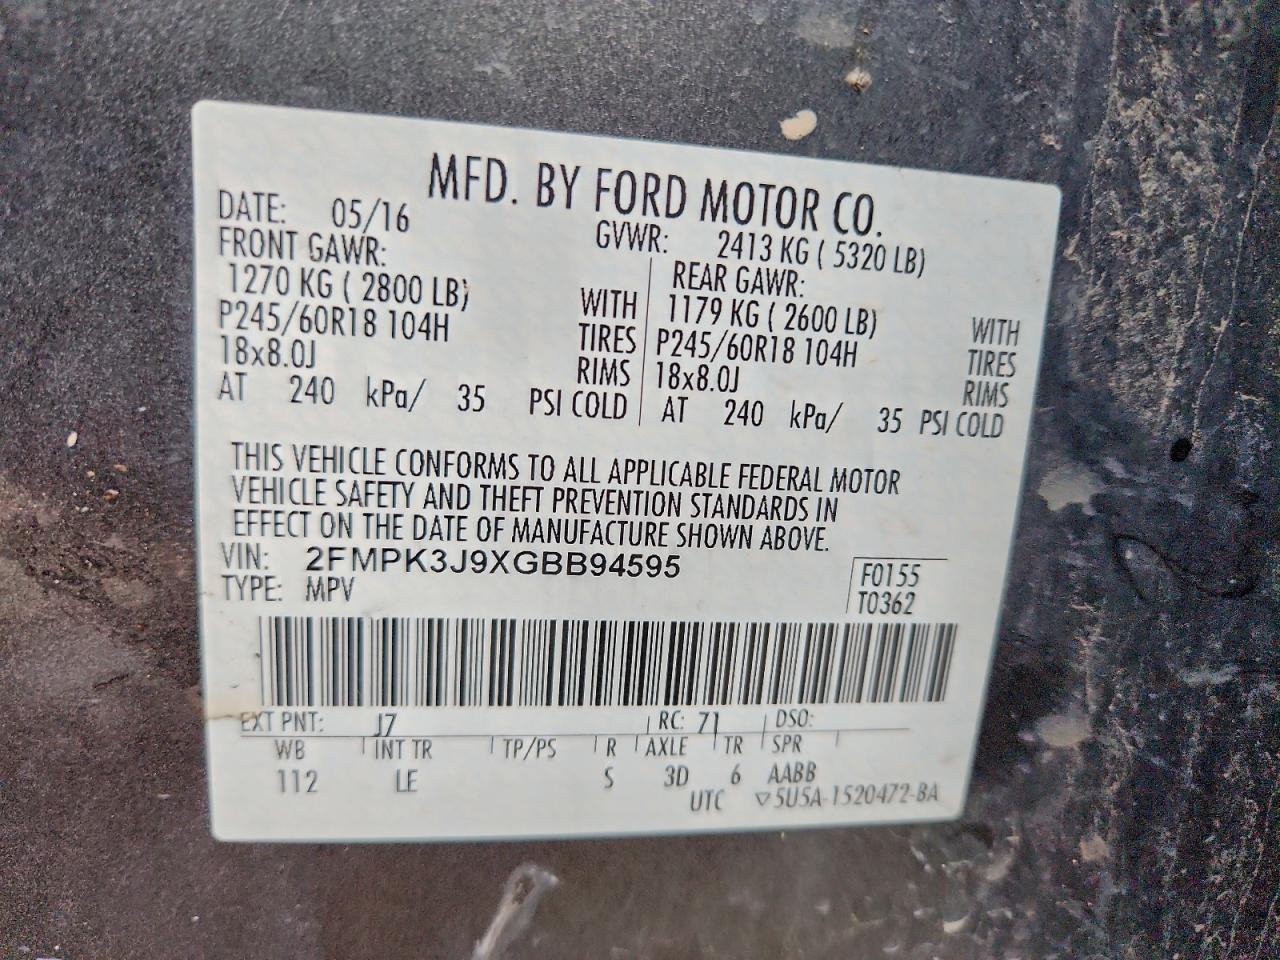 MFD. BY FORD MOTOR CO.
DATE: 05/16 GVWR: 2413 KG ( 5320 LB)
FRONT GAWR: REAR GAWR:
1270 KG ( 2800 LB) WITH 1179 KG ( 2600 LB) WITH
P245/60R18 104H TIRES P245/60R18 104H TIRES
18x8.0J RIMS 18x8.0J RIMS
AT 240 kPa/ 35 PSI COLD AT 240 kPa/ 35 PSI COLD
THIS VEHICLE CONFORMS TO ALL APPLICABLE FEDERAL MOTOR
VEHICLE SAFETY AND THEFT PREVENTION STANDARDS IN
EFFECT ON THE DATE OF MANUFACTURE SHOWN ABOVE.
VIN: 2FMPK3J9XGBB94595 F0155
TYPE: MPV T0362
EXT PNT: J7 RC: 71 DSO:
WB INT TR TP/PS R AXLE TR SPR
112 LE S 3D 6 AABB
UTC ▽5U5A-1520472-BA